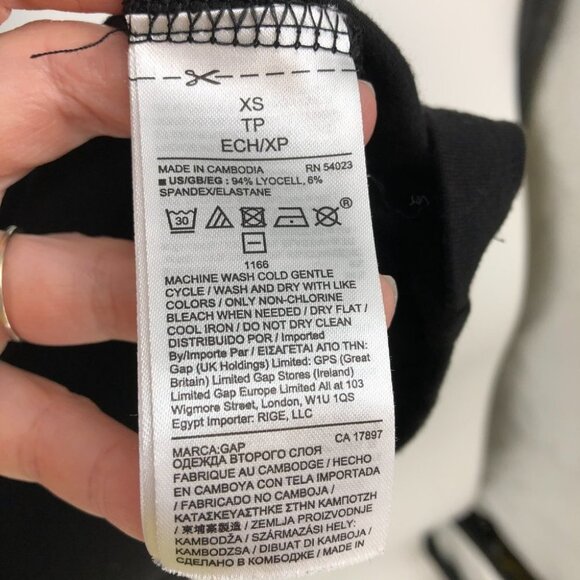 XS
TP
ECH/XP
MADE IN CAMBODIA RN 54023
■ US/GB/EG : 94% LYOCELL, 6%
SPANDEX/ELASTANE
30
®
1166
MACHINE WASH COLD GENTLE
CYCLE / WASH AND DRY WITH LIKE
COLORS / ONLY NON-CHLORINE
BLEACH WHEN NEEDED / DRY FLAT /
COOL IRON / DO NOT DRY CLEAN
DISTRIBUIDO POR / Imported
By/Importe Par / ΕΙΣΑΓΕΤΑΙ ΑΠΟ ΤΗΝ:
Gap (UK Holdings) Limited: GPS (Great
Britain) Limited Gap Stores (Ireland)
Limited Gap Europe Limited All at 103
Wigmore Street, London, W1U 1QS
Egypt Importer: RIGE, LLC
MARCA:GAP CA 17897
ОДЕЖДА ВТОРОГО СЛОЯ
FABRIQUE AU CAMBODGE / HECHO
EN CAMBOYA CON TELA IMPORTADA
/ FABRICADO NO CAMBOJA /
ΚΑΤΑΣΚΕΥΑΣΤΗΚΕ ΣΤΗΝ ΚΑΜΠΟΤΖΗ
/ 柬埔寨製造 / ZEMLJA PROIZVODNJE
KAMBODŽA / SZÁRMAZÁSI HELY:
KAMBODZSA / DIBUAT DI KAMBOJA /
СДЕЛАНО В КАМБОДЖЕ